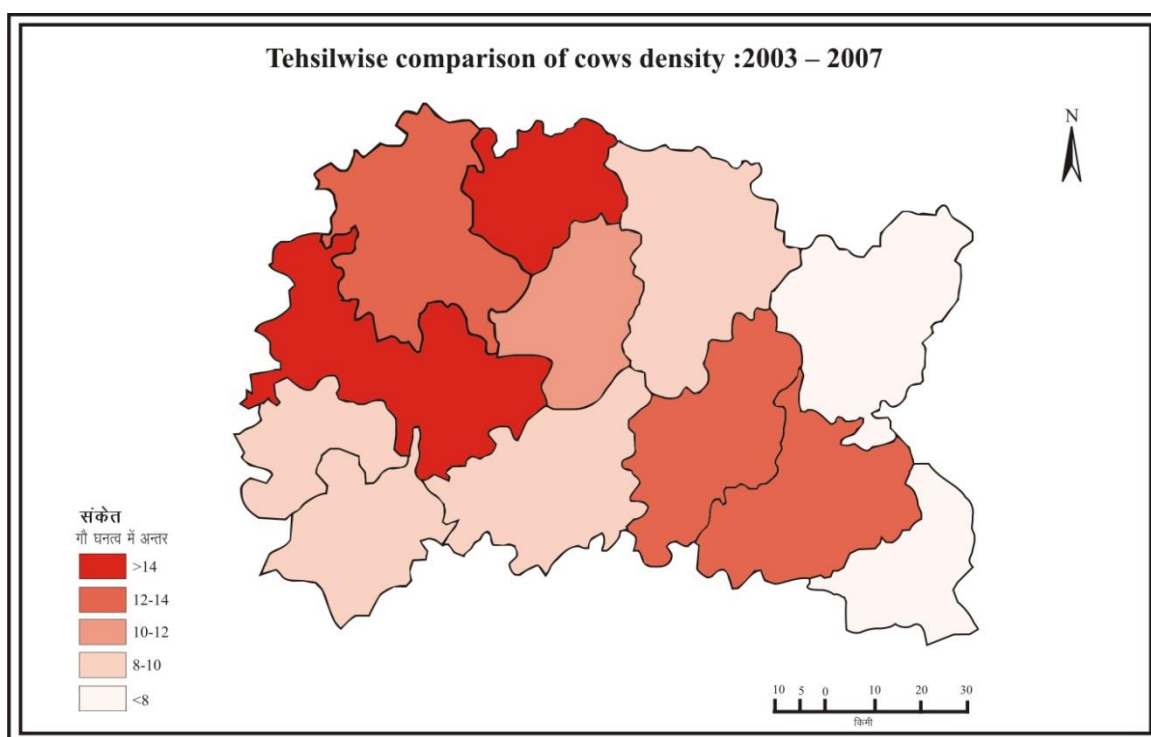 Tehsilwise comparison of cows density :2003 – 2007
N
संकेत
गौ घनत्व में अन्तर
>14
12-14
10-12
8-10
<8
10 5 0 10 20 30
किमी